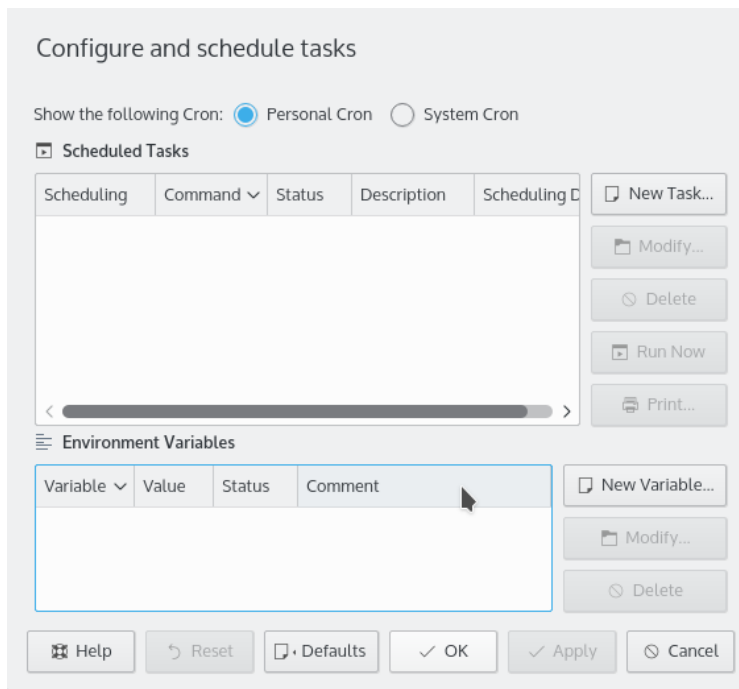 Configure and schedule tasks
Show the following Cron: Personal Cron System Cron
Scheduled Tasks
Scheduling Command Status Description Scheduling D
New Task...
Modify...
Delete
Run Now
Print...
Environment Variables
Variable Value Status Comment
New Variable...
Modify...
Delete
Help Reset Defaults OK Apply Cancel